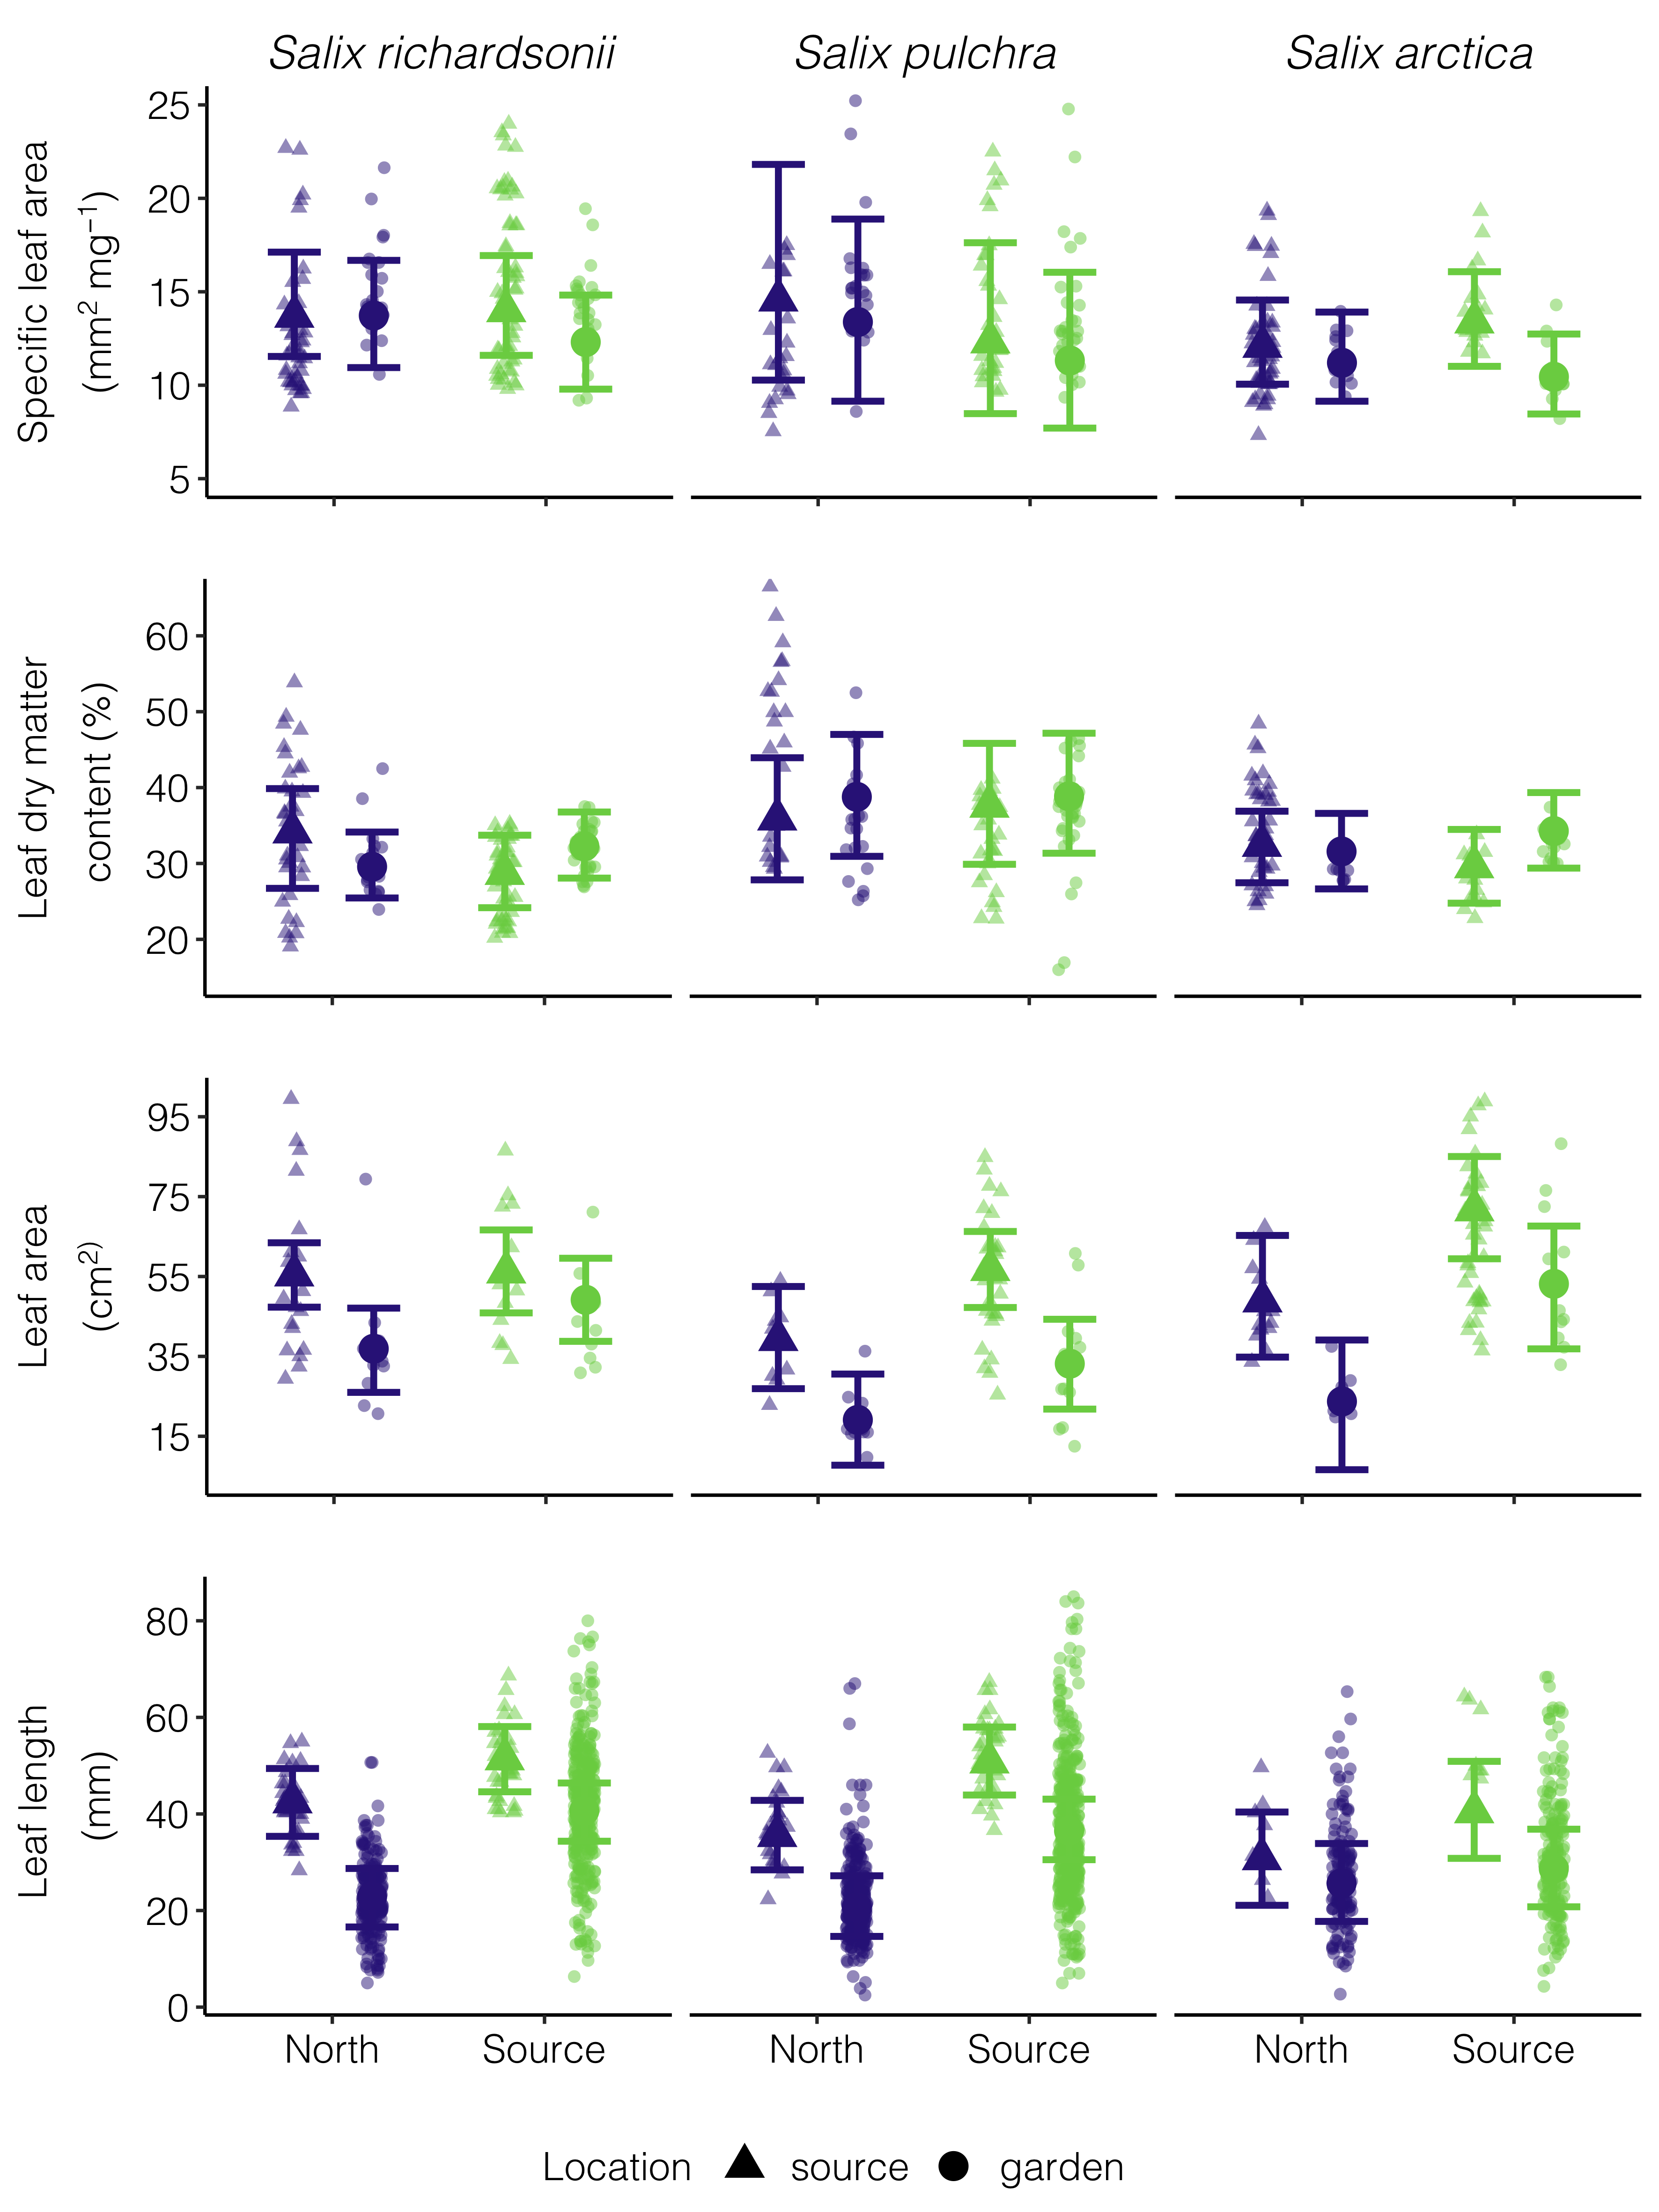 Salix richardsonii Salix pulchra Salix arctica
Specific leaf area
(mm² mg⁻¹)
25
20
15
10
5
Leaf dry matter
content (%)
60
50
40
30
20
Leaf area
(cm²⁾
95
75
55
35
15
Leaf length
(mm)
80
60
40
20
0
North Source North Source North Source
Location source garden